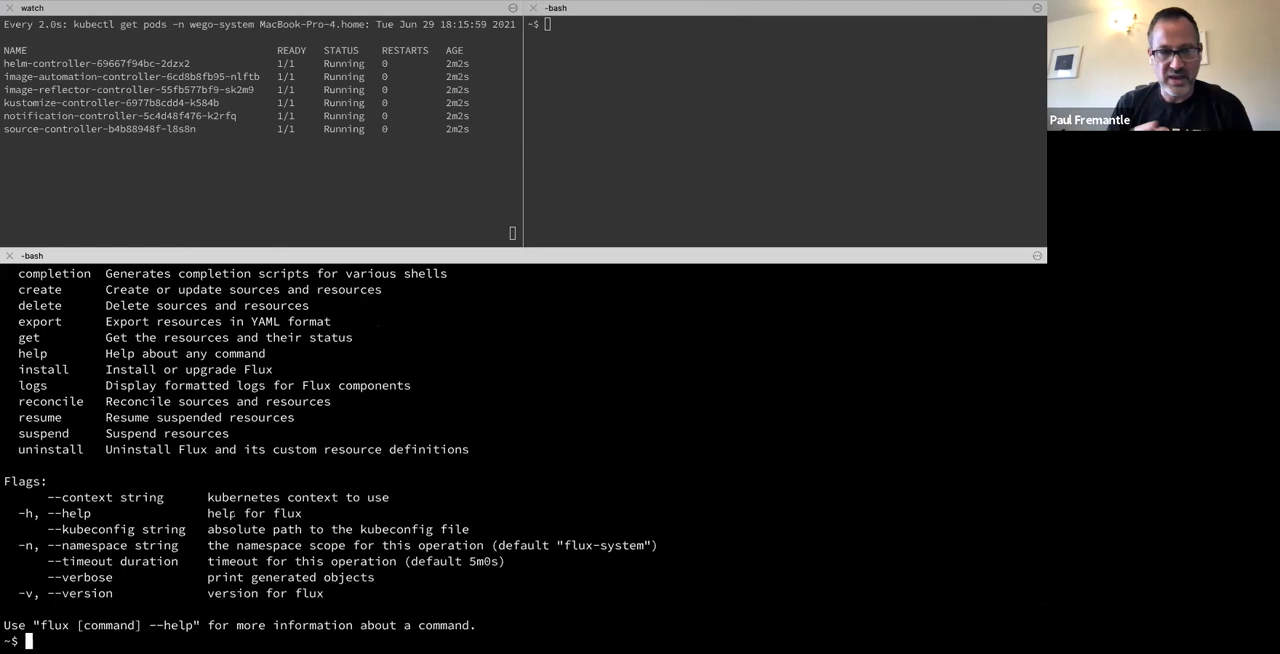 watch
Every 2.0s: kubectl get pods -n wego-system MacBook-Pro-4.home: Tue Jun 29 18:15:59 2021
NAME READY STATUS RESTARTS AGE
helm-controller-69667f94bc-2dzx2 1/1 Running 0 2m2s
image-automation-controller-6cd8b8fb95-nlftb 1/1 Running 0 2m2s
image-reflector-controller-55fb577bf9-sk2m9 1/1 Running 0 2m2s
kustomize-controller-6977b8cdd4-k584b 1/1 Running 0 2m2s
notification-controller-5c4d48f476-k2rfq 1/1 Running 0 2m2s
source-controller-b4b88948f-l8s8n 1/1 Running 0 2m2s
-bash
~$
Paul Fremantle
-bash
completion Generates completion scripts for various shells
create Create or update sources and resources
delete Delete sources and resources
export Export resources in YAML format
get Get the resources and their status
help Help about any command
install Install or upgrade Flux
logs Display formatted logs for Flux components
reconcile Reconcile sources and resources
resume Resume suspended resources
suspend Suspend resources
uninstall Uninstall Flux and its custom resource definitions
Flags:
--context string kubernetes context to use
-h, --help help for flux
--kubeconfig string absolute path to the kubeconfig file
-n, --namespace string the namespace scope for this operation (default "flux-system")
--timeout duration timeout for this operation (default 5m0s)
--verbose print generated objects
-v, --version version for flux
Use "flux [command] --help" for more information about a command.
~$